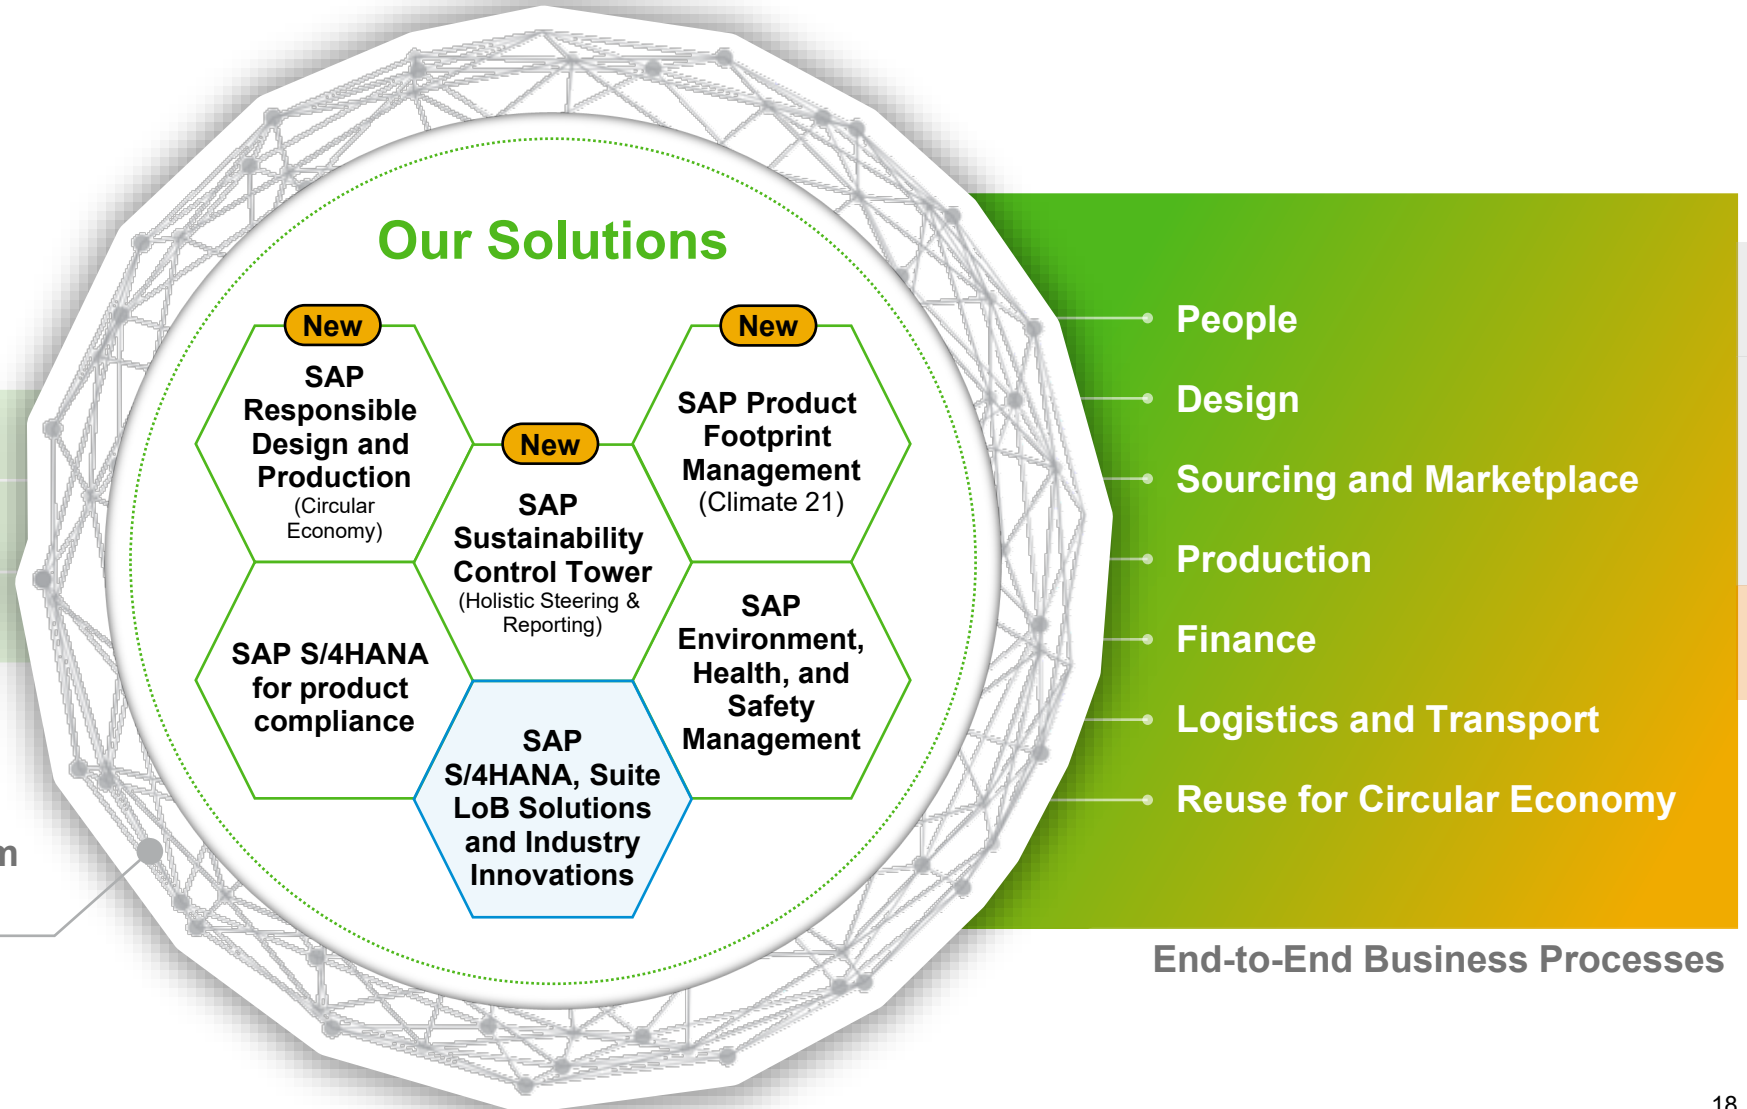 Our Solutions
New
SAP
Responsible
Design and
Production
(Circular
Economy)
New
SAP
Sustainability
Control Tower
(Holistic Steering &
Reporting)
New
SAP Product
Footprint
Management
(Climate 21)
SAP S/4HANA
for product
compliance
SAP
Environment,
Health, and
Safety
Management
SAP
S/4HANA, Suite
LoB Solutions
and Industry
Innovations
People
Design
Sourcing and Marketplace
Production
Finance
Logistics and Transport
Reuse for Circular Economy
End-to-End Business Processes
18